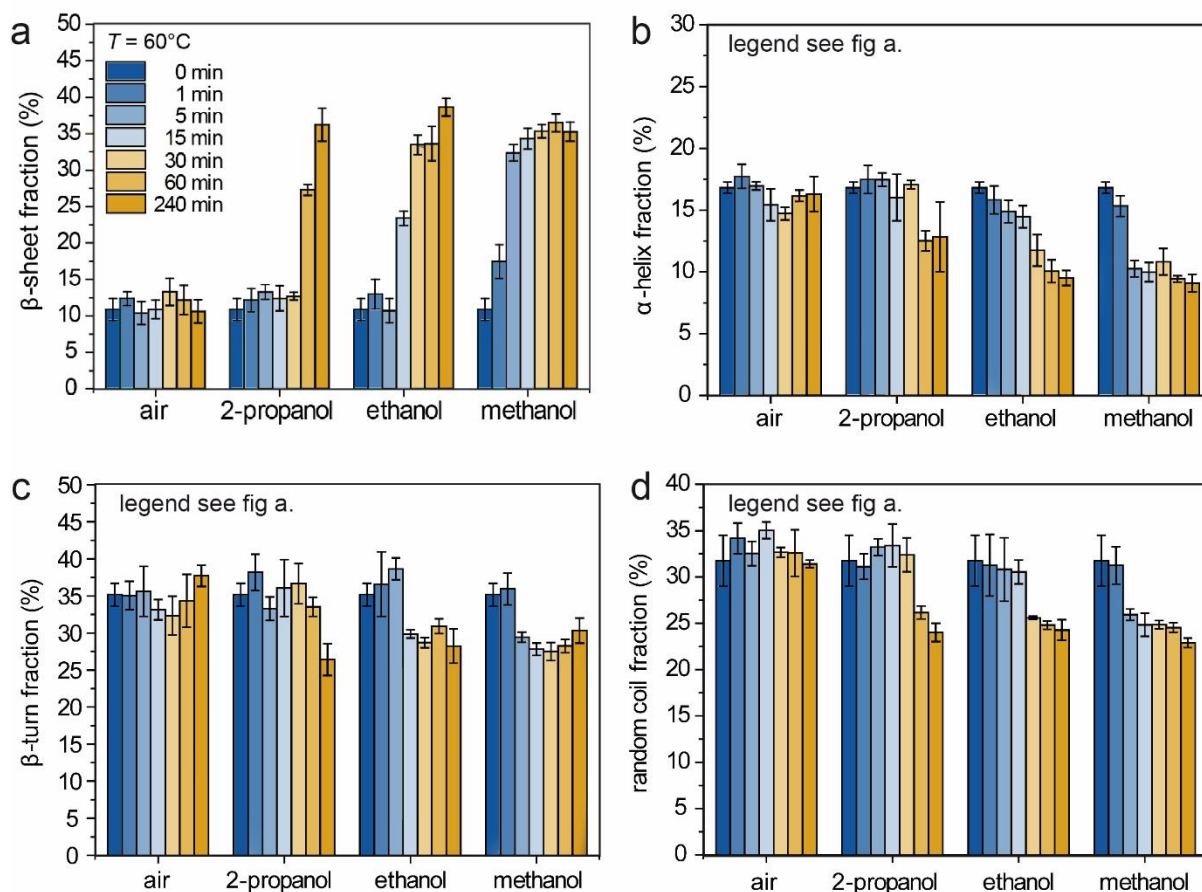 a
T = 60°C
0 min
1 min
5 min
15 min
30 min
60 min
240 min
β-sheet fraction (%)
50
45
40
35
30
25
20
15
10
5
0
air 2-propanol ethanol methanol
b
legend see fig a.
α-helix fraction (%)
30
25
20
15
10
5
0
air 2-propanol ethanol methanol
c
legend see fig a.
β-turn fraction (%)
50
45
40
35
30
25
20
15
10
5
0
air 2-propanol ethanol methanol
d
legend see fig a.
random coil fraction (%)
40
35
30
25
20
15
10
5
0
air 2-propanol ethanol methanol